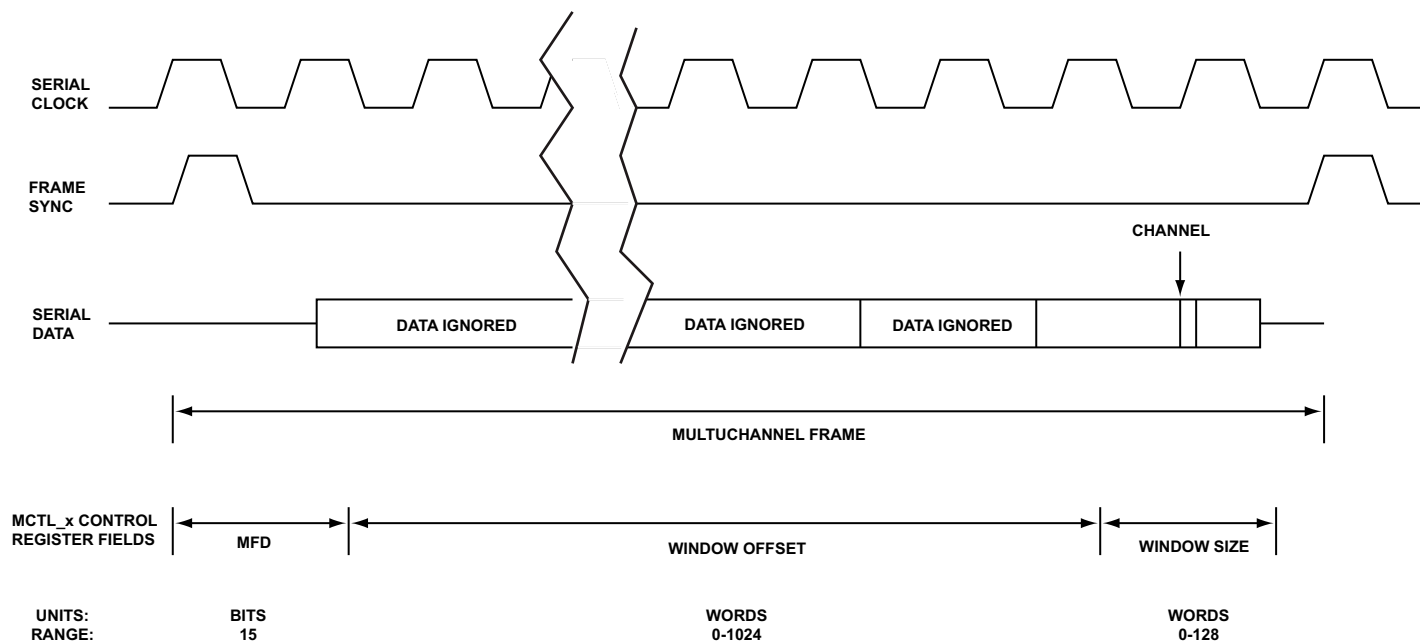 SERIAL
CLOCK
FRAME
SYNC
CHANNEL
SERIAL
DATA
DATA IGNORED
DATA IGNORED
DATA IGNORED
MULTUCHANNEL FRAME
MCTL_x CONTROL
REGISTER FIELDS
MFD
WINDOW OFFSET
WINDOW SIZE
UNITS: BITS WORDS WORDS
RANGE: 15 0-1024 0-128